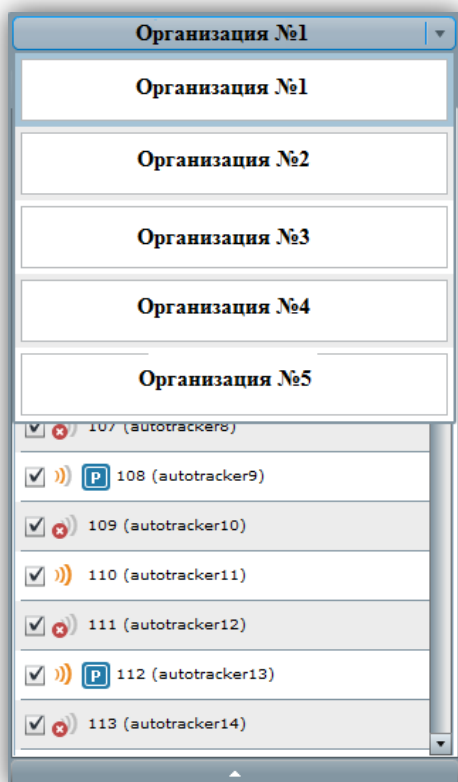 Организация №1
Организация №1
Организация №2
Организация №3
Организация №4
Организация №5
107 (autotracker8)
P 108 (autotracker9)
109 (autotracker10)
110 (autotracker11)
111 (autotracker12)
P 112 (autotracker13)
113 (autotracker14)